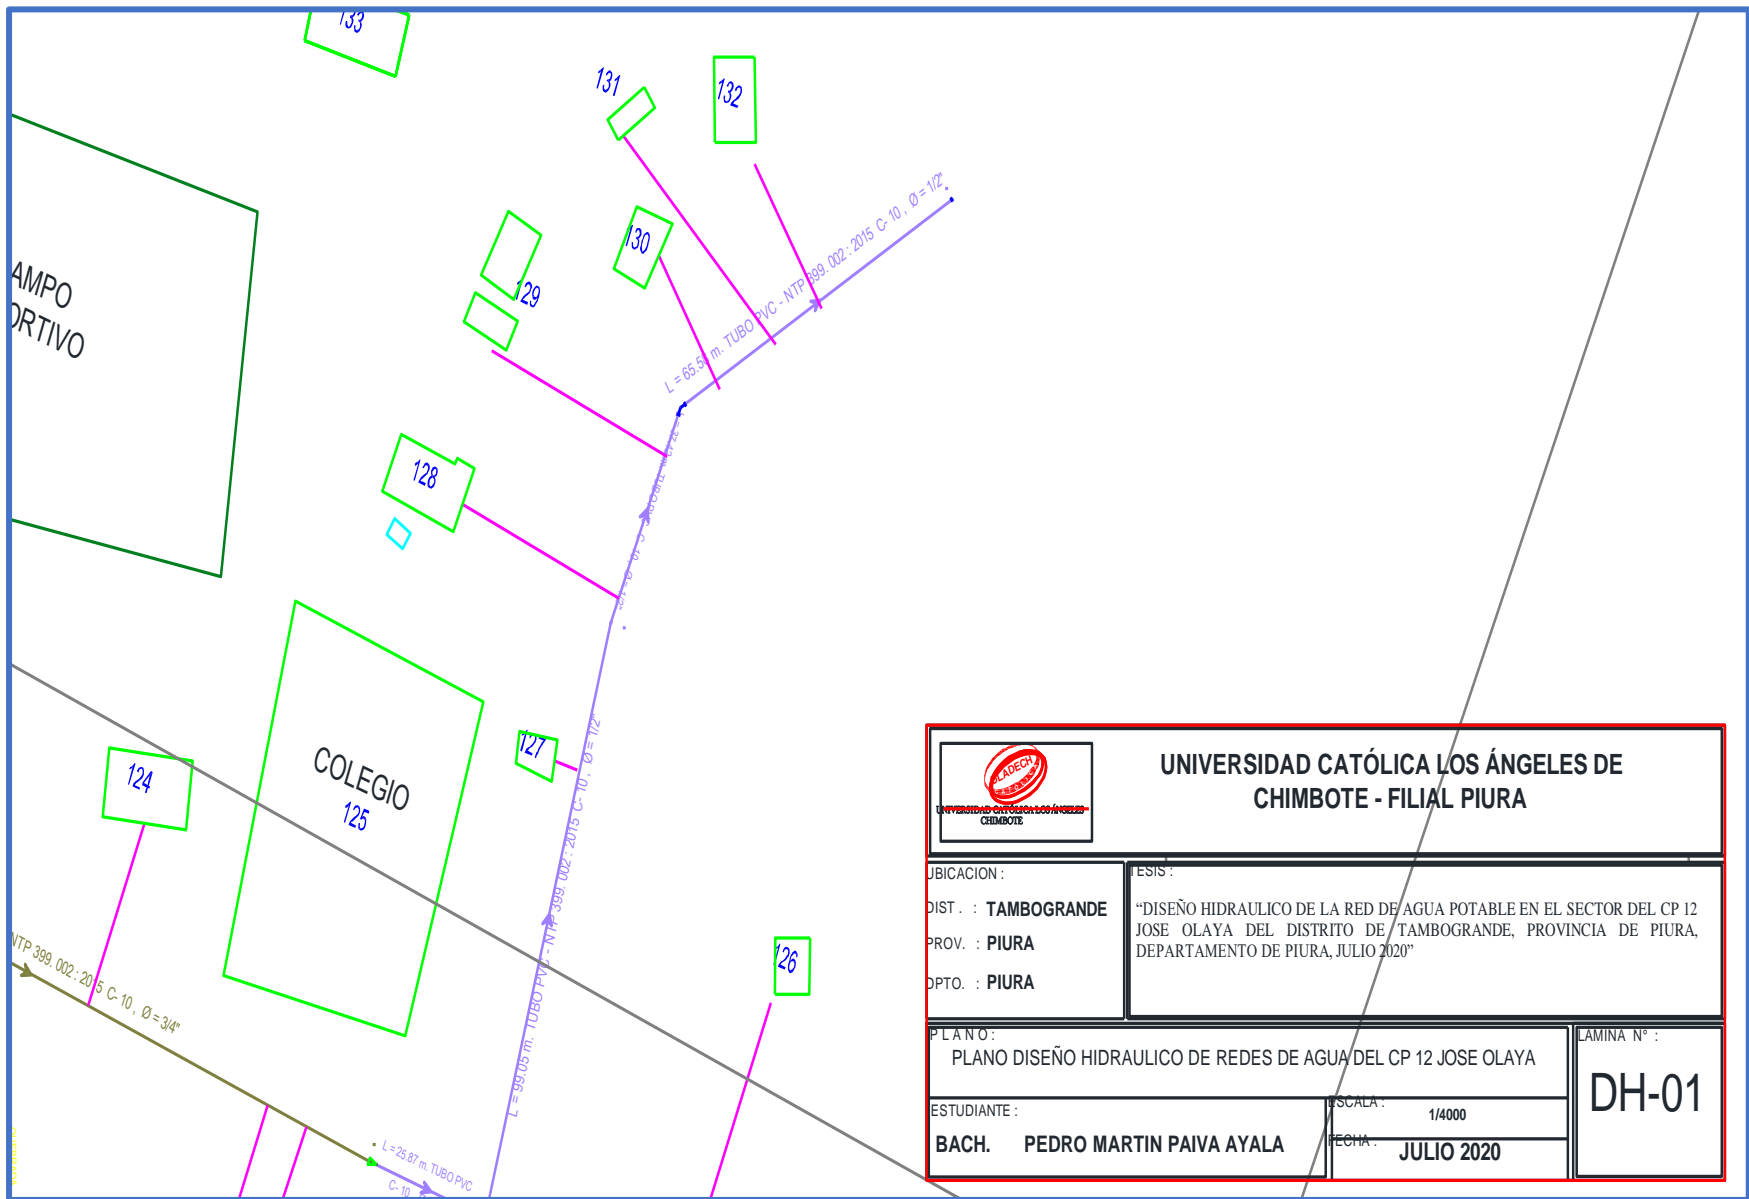 133
131
132
130
129
AMPO
ORTIVO
128
127
COLEGIO
125
124
126
L = 65.5 m. TUBO PVC - NTP 399. 002 : 2015 C- 10 , Ø = 1/2"
TUBO PVC C- 10 , Ø = 1/2"
L = 99.05 m. TUBO PVC - NTP 399. 002 : 2015 C- 10 , Ø = 1/2"
NTP 399. 002 : 2015 C- 10 , Ø = 3/4"
L = 25.87 m. TUBO PVC
C- 10
ULADECH
UNIVERSIDAD CATÓLICA LOS ÁNGELES
CHIMBOTE
UNIVERSIDAD CATÓLICA LOS ÁNGELES DE
CHIMBOTE - FILIAL PIURA
UBICACION :
DIST . : TAMBOGRANDE
PROV. : PIURA
DPTO. : PIURA
TESIS :
“DISEÑO HIDRAULICO DE LA RED DE AGUA POTABLE EN EL SECTOR DEL CP 12
JOSE OLAYA DEL DISTRITO DE TAMBOGRANDE, PROVINCIA DE PIURA,
DEPARTAMENTO DE PIURA, JULIO 2020”
P L A N O :
PLANO DISEÑO HIDRAULICO DE REDES DE AGUA DEL CP 12 JOSE OLAYA
LAMINA N° :
DH-01
ESTUDIANTE :
BACH. PEDRO MARTIN PAIVA AYALA
ESCALA :
1/4000
FECHA :
JULIO 2020